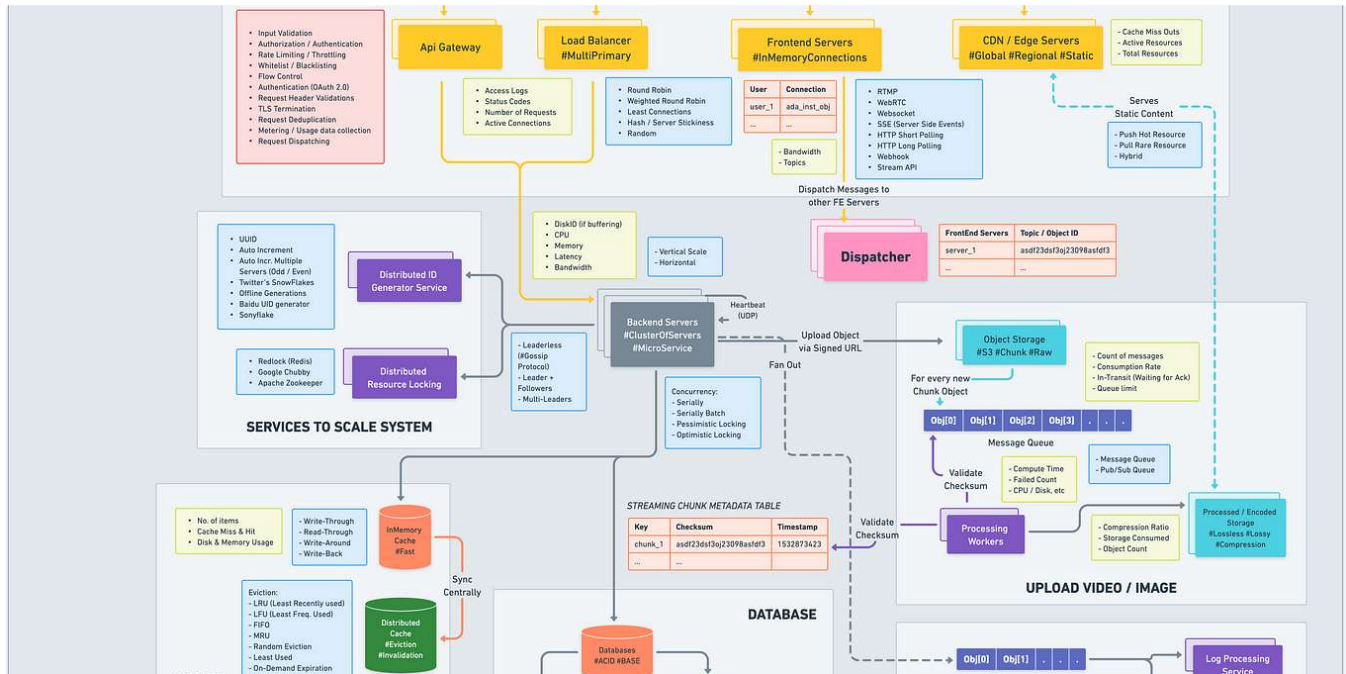 • Input Validation
• Authorization / Authentication
• Rate Limiting / Throttling
• Whitelist / Blacklisting
• Flow Control
• Authentication (OAuth 2.0)
• Request Header Validations
• TLS Termination
• Request Deduplication
• Metering / Usage data collection
• Request Dispatching
Api Gateway
Load Balancer
#MultiPrimary
Frontend Servers
#InMemoryConnections
CDN / Edge Servers
#Global #Regional #Static
- Cache Miss Outs
- Active Resources
- Total Resources
• Access Logs
• Status Codes
• Number of Requests
• Active Connections
• Round Robin
• Weighted Round Robin
• Least Connections
• Hash / Server Stickiness
• Random
User Connection
user_1 ada_inst_obj
... ...
- Bandwidth
- Topics
• RTMP
• WebRTC
• Websocket
• SSE (Server Side Events)
• HTTP Short Polling
• HTTP Long Polling
• Webhook
• Stream API
Serves
Static Content
- Push Hot Resource
- Pull Rare Resource
- Hybrid
Dispatch Messages to
other FE Servers
Dispatcher
FrontEnd Servers Topic / Object ID
server_1 asdf23dsf3oj23098asfdf3
... ...
• UUID
• Auto Increment
• Auto Incr. Multiple
Servers (Odd / Even)
• Twitter's SnowFlakes
• Offline Generations
• Baidu UID generator
• Sonyflake
Distributed ID
Generator Service
• Redlock (Redis)
• Google Chubby
• Apache Zookeeper
Distributed
Resource Locking
SERVICES TO SCALE SYSTEM
• DiskIO (if buffering)
• CPU
• Memory
• Latency
• Bandwidth
- Vertical Scale
- Horizontal
Backend Servers
#ClusterOfServers
#MicroService
Heartbeat
(UDP)
- Leaderless
(#Gossip
Protocol)
- Leader +
Followers
- Multi-Leaders
Concurrency:
- Serially
- Serially Batch
- Pessimistic Locking
- Optimistic Locking
Upload Object
via Signed URL
Fan Out
Object Storage
#S3 #Chunk #Raw
- Count of messages
- Consumption Rate
- In-Transit (Waiting for Ack)
- Queue limit
For every new
Chunk Object
Obj[0] Obj[1] Obj[2] Obj[3] . . .
Message Queue
Validate
Checksum
- Compute Time
- Failed Count
- CPU / Disk, etc
- Message Queue
- Pub/Sub Queue
Processing
Workers
- Compression Ratio
- Storage Consumed
- Object Count
Processed / Encoded
Storage
#Lossless #Lossy
#Compression
UPLOAD VIDEO / IMAGE
STREAMING CHUNK METADATA TABLE
Key Checksum Timestamp
chunk_1 asdf23dsf3oj23098asfdf3 1532873423
... ...
Validate
Checksum
• No. of items
• Cache Miss & Hit
• Disk & Memory Usage
- Write-Through
- Read-Through
- Write-Around
- Write-Back
InMemory
Cache
#Fast
Sync
Centrally
Eviction:
- LRU (Least Recently used)
- LFU (Least Freq. Used)
- FIFO
- MRU
- Random Eviction
- Least Used
- On-Demand Expiration
Distributed
Cache
#Eviction
#Invalidation
DATABASE
Databases
#ACID #BASE
Obj[0] Obj[1] . . .
Log Processing
Service